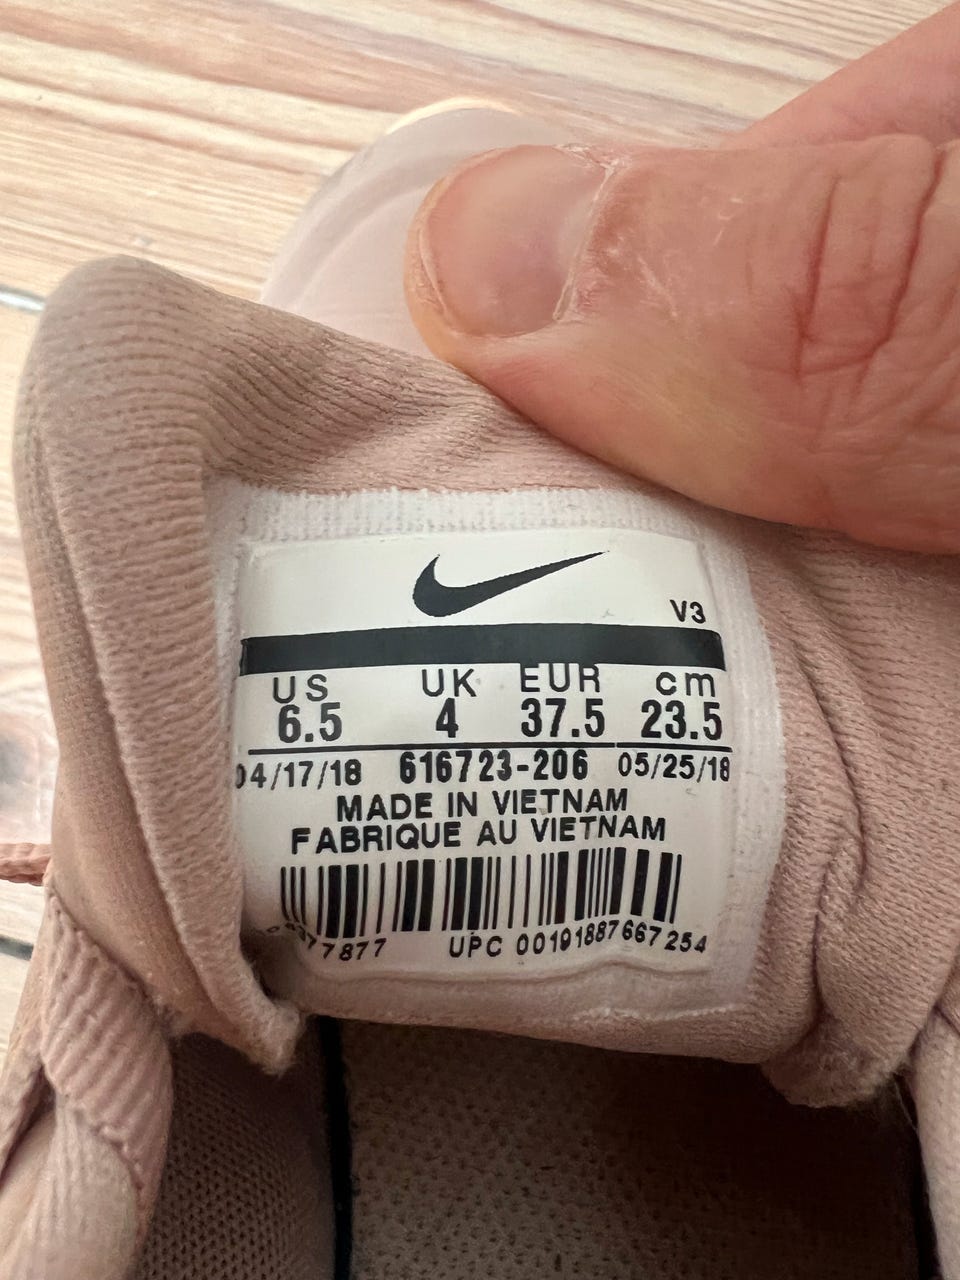 V3
US UK EUR cm
6.5 4 37.5 23.5
04/17/18 616723-206 05/25/18
MADE IN VIETNAM
FABRIQUE AU VIETNAM
UPC 00191887667254